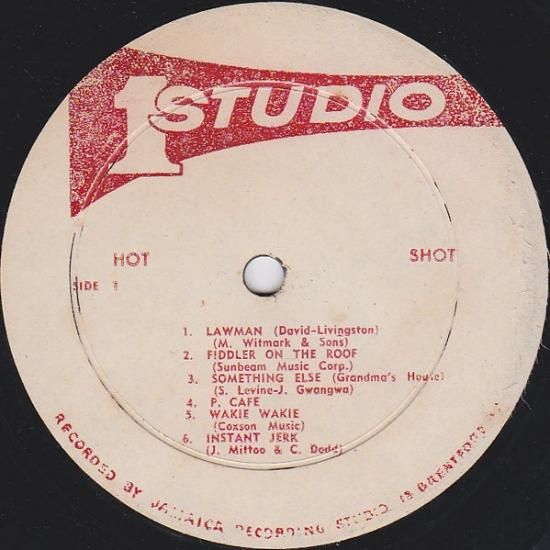 1 STUDIO
HOT SHOT
SIDE 1
1. LAWMAN (David-Livingston)
(M. Witmark & Sons)
2. FIDDLER ON THE ROOF
(Sunbeam Music Corp.)
3. SOMETHING ELSE (Grandma's House)
(S. Levine-J. Gwangwa)
4. P. CAFE
5. WAKIE WAKIE
(Coxson Music)
6. INSTANT JERK
(J. Mittoo & C. Dodd)
RECORDED BY JAMAICA RECORDING STUDIO 13 BRENTFORD